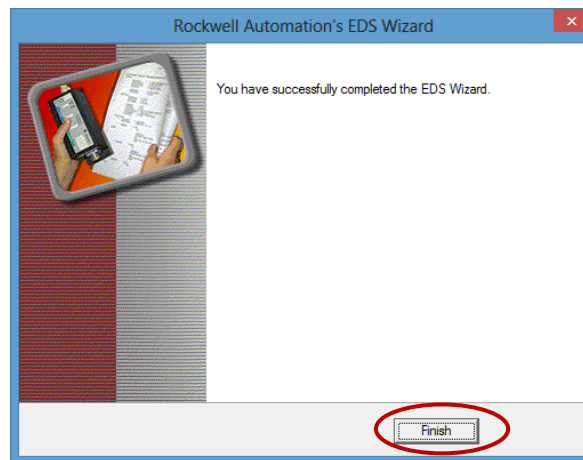 Rockwell Automation's EDS Wizard
You have successfully completed the EDS Wizard.
Finish